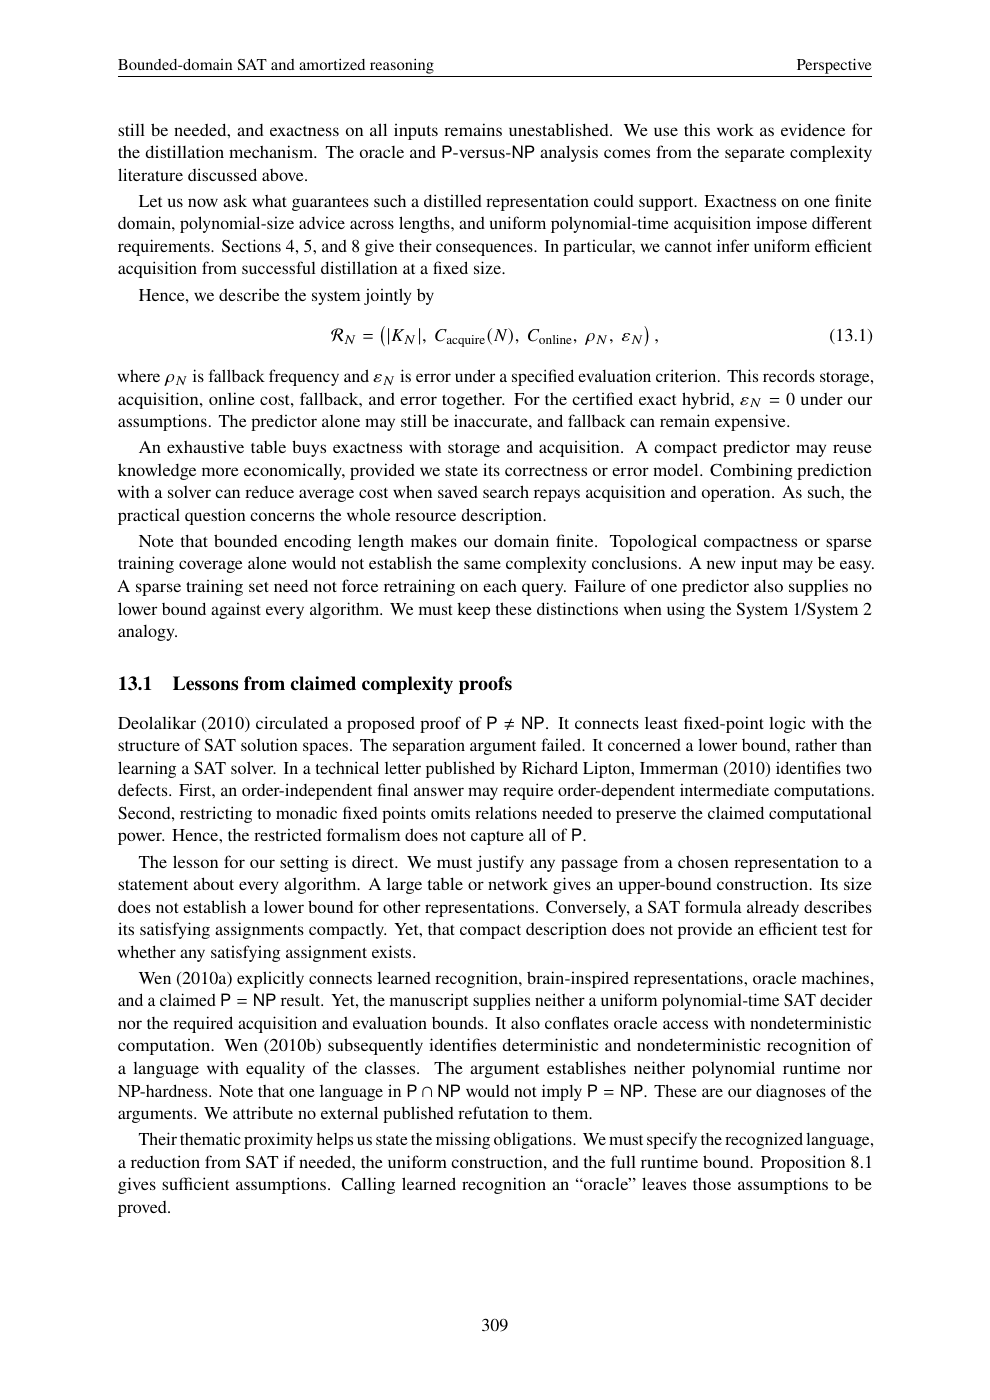 Bounded-domain SAT and amortized reasoning Perspective
still be needed, and exactness on all inputs remains unestablished. We use this work as evidence for
the distillation mechanism. The oracle and P-versus-NP analysis comes from the separate complexity
literature discussed above.
Let us now ask what guarantees such a distilled representation could support. Exactness on one finite
domain, polynomial-size advice across lengths, and uniform polynomial-time acquisition impose different
requirements. Sections 4, 5, and 8 give their consequences. In particular, we cannot infer uniform efficient
acquisition from successful distillation at a fixed size.
Hence, we describe the system jointly by
ℛ_N = (|K_N|, C_acquire(N), C_online, ρ_N, ε_N), (13.1)
where ρ_N is fallback frequency and ε_N is error under a specified evaluation criterion. This records storage,
acquisition, online cost, fallback, and error together. For the certified exact hybrid, ε_N = 0 under our
assumptions. The predictor alone may still be inaccurate, and fallback can remain expensive.
An exhaustive table buys exactness with storage and acquisition. A compact predictor may reuse
knowledge more economically, provided we state its correctness or error model. Combining prediction
with a solver can reduce average cost when saved search repays acquisition and operation. As such, the
practical question concerns the whole resource description.
Note that bounded encoding length makes our domain finite. Topological compactness or sparse
training coverage alone would not establish the same complexity conclusions. A new input may be easy.
A sparse training set need not force retraining on each query. Failure of one predictor also supplies no
lower bound against every algorithm. We must keep these distinctions when using the System 1/System 2
analogy.
13.1 Lessons from claimed complexity proofs
Deolalikar (2010) circulated a proposed proof of P ≠ NP. It connects least fixed-point logic with the
structure of SAT solution spaces. The separation argument failed. It concerned a lower bound, rather than
learning a SAT solver. In a technical letter published by Richard Lipton, Immerman (2010) identifies two
defects. First, an order-independent final answer may require order-dependent intermediate computations.
Second, restricting to monadic fixed points omits relations needed to preserve the claimed computational
power. Hence, the restricted formalism does not capture all of P.
The lesson for our setting is direct. We must justify any passage from a chosen representation to a
statement about every algorithm. A large table or network gives an upper-bound construction. Its size
does not establish a lower bound for other representations. Conversely, a SAT formula already describes
its satisfying assignments compactly. Yet, that compact description does not provide an efficient test for
whether any satisfying assignment exists.
Wen (2010a) explicitly connects learned recognition, brain-inspired representations, oracle machines,
and a claimed P = NP result. Yet, the manuscript supplies neither a uniform polynomial-time SAT decider
nor the required acquisition and evaluation bounds. It also conflates oracle access with nondeterministic
computation. Wen (2010b) subsequently identifies deterministic and nondeterministic recognition of
a language with equality of the classes. The argument establishes neither polynomial runtime nor
NP-hardness. Note that one language in P ∩ NP would not imply P = NP. These are our diagnoses of the
arguments. We attribute no external published refutation to them.
Their thematic proximity helps us state the missing obligations. We must specify the recognized language,
a reduction from SAT if needed, the uniform construction, and the full runtime bound. Proposition 8.1
gives sufficient assumptions. Calling learned recognition an “oracle” leaves those assumptions to be
proved.
309